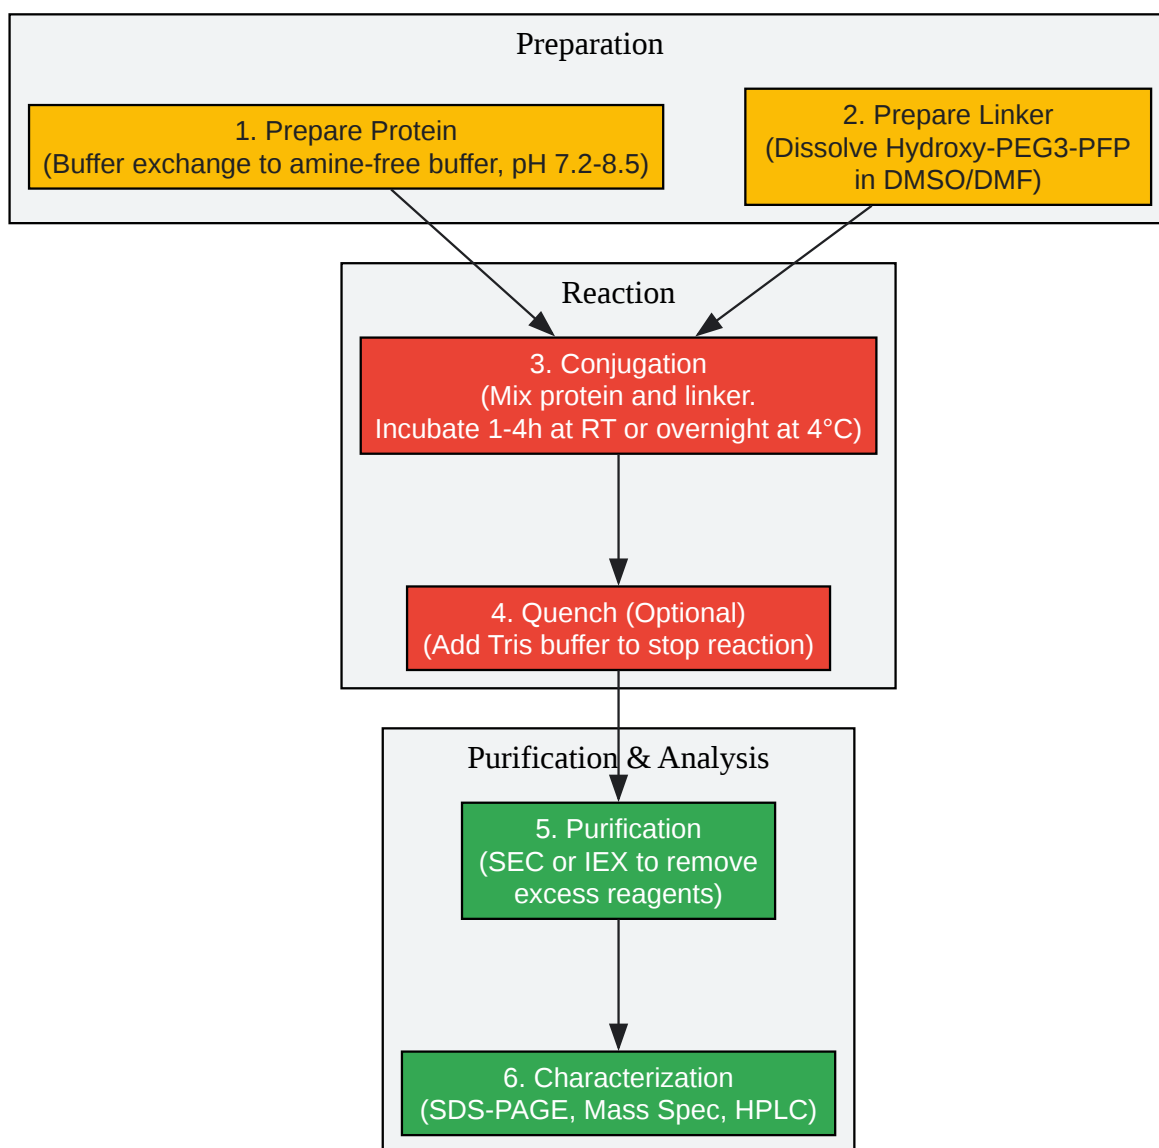 Preparation
1. Prepare Protein
(Buffer exchange to amine-free buffer, pH 7.2-8.5)
2. Prepare Linker
(Dissolve Hydroxy-PEG3-PFP
in DMSO/DMF)
Reaction
3. Conjugation
(Mix protein and linker.
Incubate 1-4h at RT or overnight at 4°C)
4. Quench (Optional)
(Add Tris buffer to stop reaction)
Purification & Analysis
5. Purification
(SEC or IEX to remove
excess reagents)
6. Characterization
(SDS-PAGE, Mass Spec, HPLC)